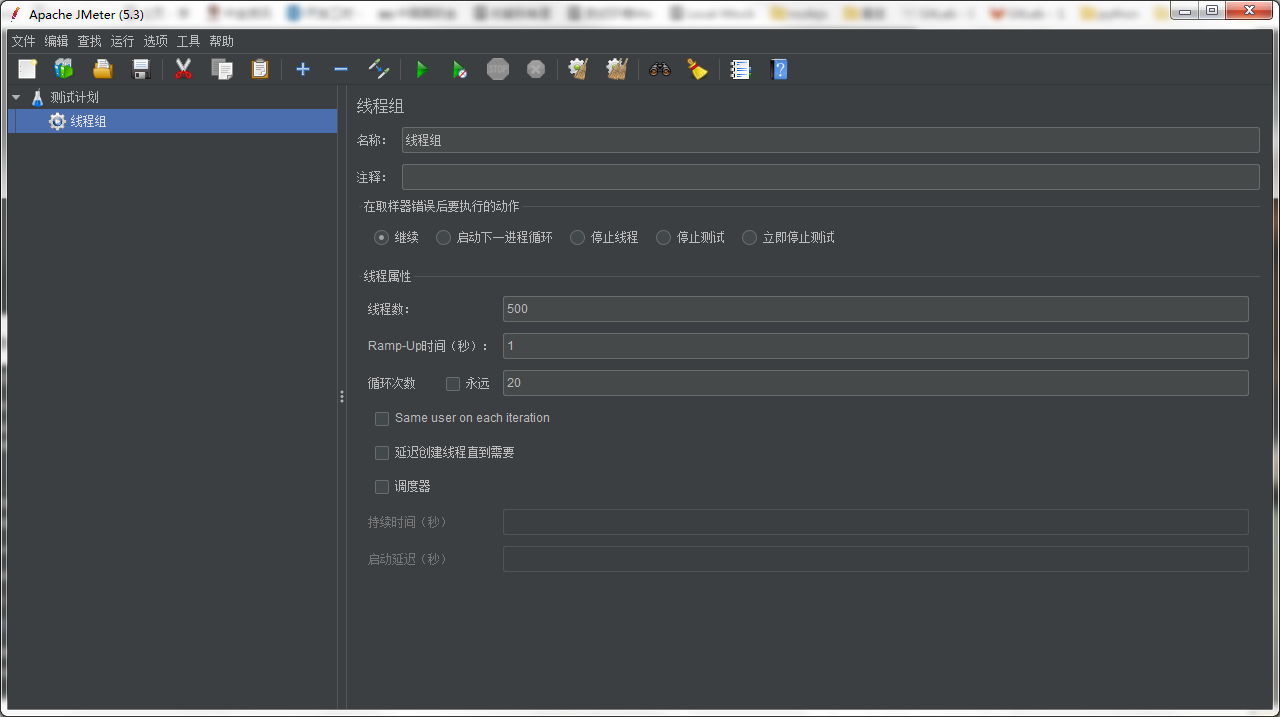 Apache JMeter (5.3)
文件 编辑 查找 运行 选项 工具 帮助
STOP
测试计划
线程组
线程组
名称： 线程组
注释：
在取样器错误后要执行的动作
继续 启动下一进程循环 停止线程 停止测试 立即停止测试
线程属性
线程数： 500
Ramp-Up时间（秒）： 1
循环次数 永远 20
Same user on each iteration
延迟创建线程直到需要
调度器
持续时间（秒）
启动延迟（秒）